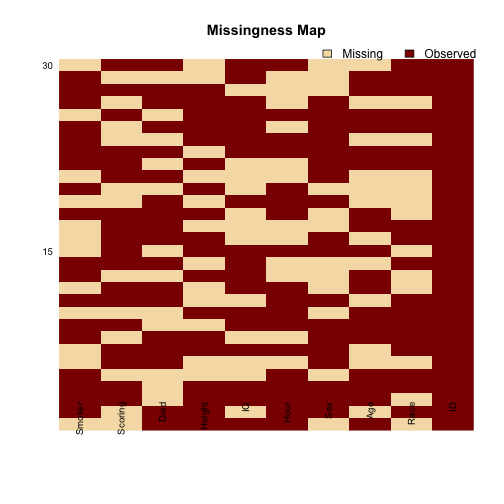 Missingness Map
Missing Observed
30
15
Smoker
Scoring
Died
Height
IQ
Hour
Sex
Age
Race
ID